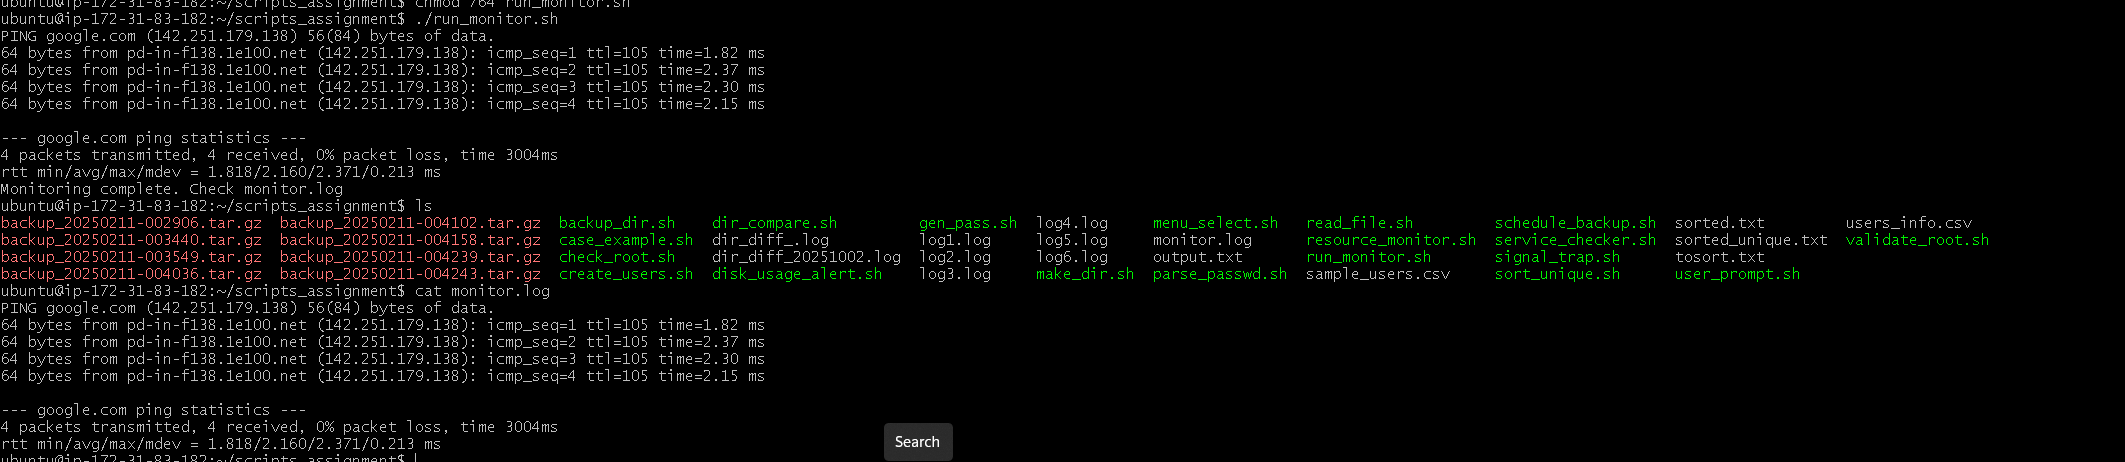 ubuntu@ip-172-31-83-182:~/scripts_assignment$ chmod 764 run_monitor.sh
ubuntu@ip-172-31-83-182:~/scripts_assignment$ ./run_monitor.sh
PING google.com (142.251.179.138) 56(84) bytes of data.
64 bytes from pd-in-f138.1e100.net (142.251.179.138): icmp_seq=1 ttl=105 time=1.82 ms
64 bytes from pd-in-f138.1e100.net (142.251.179.138): icmp_seq=2 ttl=105 time=2.37 ms
64 bytes from pd-in-f138.1e100.net (142.251.179.138): icmp_seq=3 ttl=105 time=2.30 ms
64 bytes from pd-in-f138.1e100.net (142.251.179.138): icmp_seq=4 ttl=105 time=2.15 ms
--- google.com ping statistics ---
4 packets transmitted, 4 received, 0% packet loss, time 3004ms
rtt min/avg/max/mdev = 1.818/2.160/2.371/0.213 ms
Monitoring complete. Check monitor.log
ubuntu@ip-172-31-83-182:~/scripts_assignment$ ls
backup_20250211-002906.tar.gz backup_20250211-004102.tar.gz backup_dir.sh dir_compare.sh gen_pass.sh log4.log menu_select.sh read_file.sh schedule_backup.sh sorted.txt users_info.csv
backup_20250211-003440.tar.gz backup_20250211-004158.tar.gz case_example.sh dir_diff_.log log1.log log5.log monitor.log resource_monitor.sh service_checker.sh sorted_unique.txt validate_root.sh
backup_20250211-003549.tar.gz backup_20250211-004239.tar.gz check_root.sh dir_diff_20251002.log log2.log log6.log output.txt run_monitor.sh signal_trap.sh tosort.txt
backup_20250211-004036.tar.gz backup_20250211-004243.tar.gz create_users.sh disk_usage_alert.sh log3.log make_dir.sh parse_passwd.sh sample_users.csv sort_unique.sh user_prompt.sh
ubuntu@ip-172-31-83-182:~/scripts_assignment$ cat monitor.log
PING google.com (142.251.179.138) 56(84) bytes of data.
64 bytes from pd-in-f138.1e100.net (142.251.179.138): icmp_seq=1 ttl=105 time=1.82 ms
64 bytes from pd-in-f138.1e100.net (142.251.179.138): icmp_seq=2 ttl=105 time=2.37 ms
64 bytes from pd-in-f138.1e100.net (142.251.179.138): icmp_seq=3 ttl=105 time=2.30 ms
64 bytes from pd-in-f138.1e100.net (142.251.179.138): icmp_seq=4 ttl=105 time=2.15 ms
--- google.com ping statistics ---
4 packets transmitted, 4 received, 0% packet loss, time 3004ms
rtt min/avg/max/mdev = 1.818/2.160/2.371/0.213 ms
Search
ubuntu@ip-172-31-83-182:~/scripts_assignment$